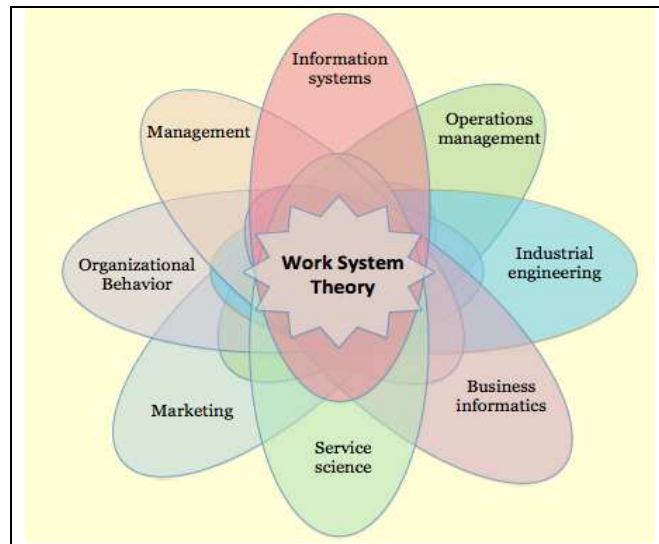 Information
systems
Operations
management
Management
Organizational
Behavior
Work System
Theory
Industrial
engineering
Marketing
Business
informatics
Service
science